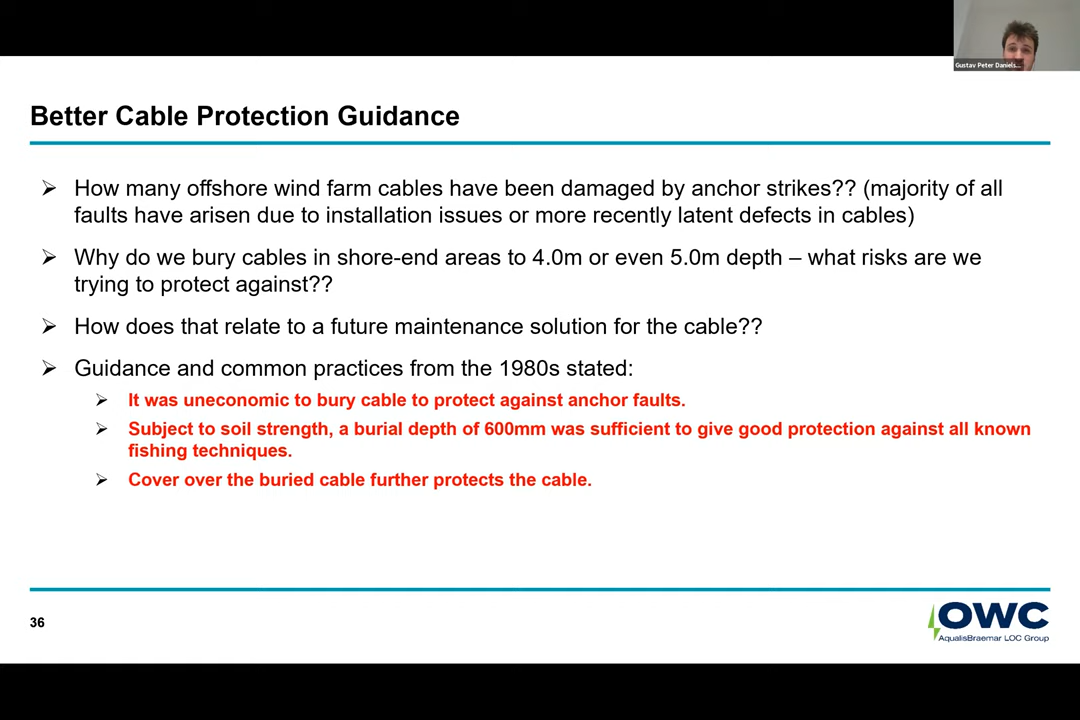 Gustav Peter Daniels...
Better Cable Protection Guidance
➢ How many offshore wind farm cables have been damaged by anchor strikes?? (majority of all
faults have arisen due to installation issues or more recently latent defects in cables)
➢ Why do we bury cables in shore-end areas to 4.0m or even 5.0m depth – what risks are we
trying to protect against??
➢ How does that relate to a future maintenance solution for the cable??
➢ Guidance and common practices from the 1980s stated:
➢ It was uneconomic to bury cable to protect against anchor faults.
➢ Subject to soil strength, a burial depth of 600mm was sufficient to give good protection against all known
fishing techniques.
➢ Cover over the buried cable further protects the cable.
36
OWC
AqualisBraemar LOC Group